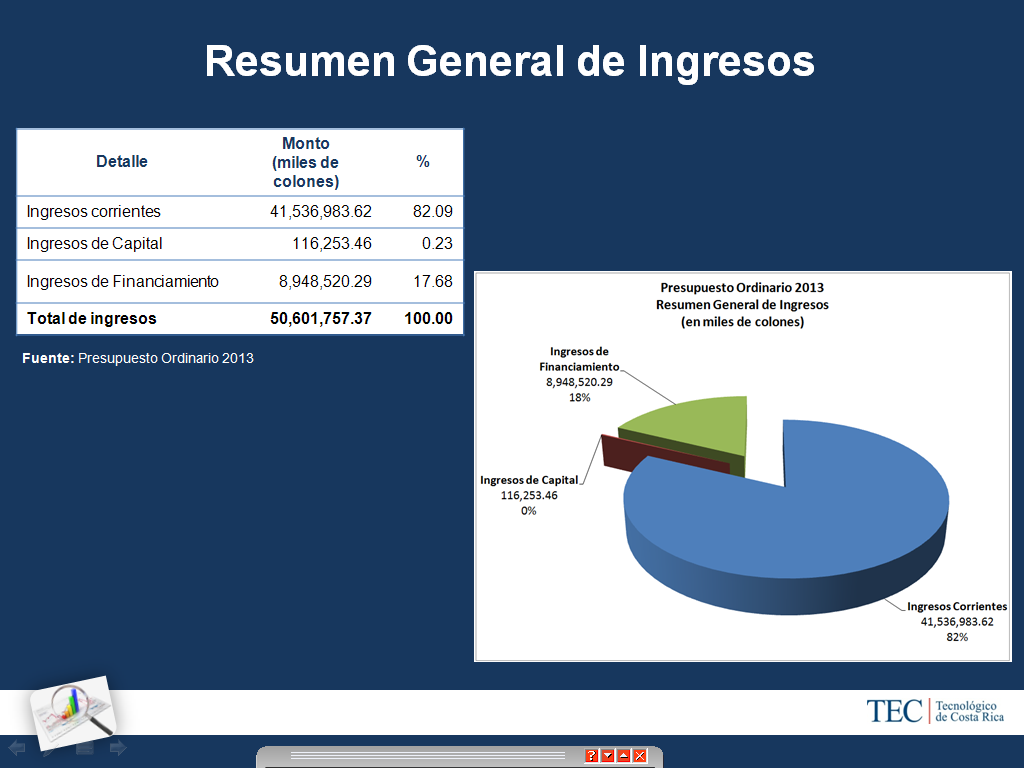 Resumen General de Ingresos
Detalle
Monto
(miles de
colones)
%
Ingresos corrientes 41,536,983.62 82.09
Ingresos de Capital 116,253.46 0.23
Ingresos de Financiamiento 8,948,520.29 17.68
Total de ingresos 50,601,757.37 100.00
Fuente: Presupuesto Ordinario 2013
Presupuesto Ordinario 2013
Resumen General de Ingresos
(en miles de colones)
Ingresos de
Financiamiento
8,948,520.29
18%
Ingresos de Capital
116,253.46
0%
Ingresos Corrientes
41,536,983.62
82%
TEC
Tecnológico
de Costa Rica
?